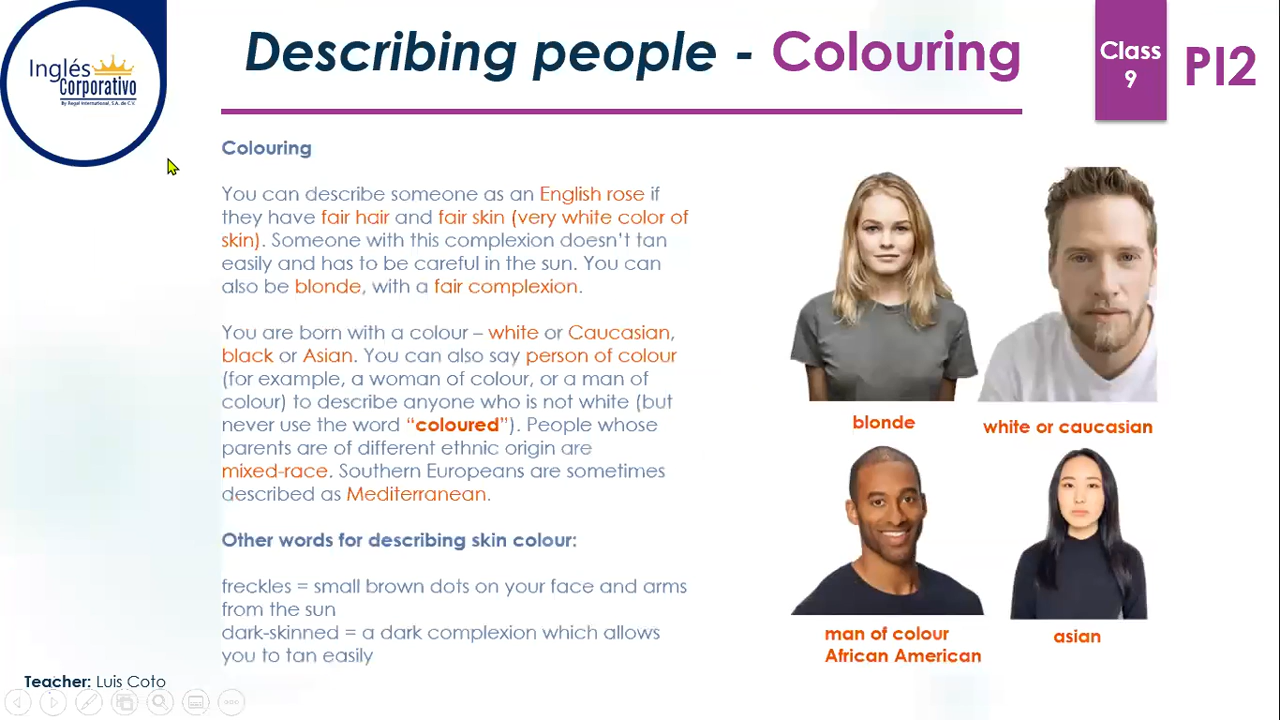 Inglés
Corporativo
By Regal International, S.A. de C.V.
Describing people - Colouring
Class
9
PI2
Colouring
You can describe someone as an English rose if
they have fair hair and fair skin (very white color of
skin). Someone with this complexion doesn't tan
easily and has to be careful in the sun. You can
also be blonde, with a fair complexion.
You are born with a colour – white or Caucasian,
black or Asian. You can also say person of colour
(for example, a woman of colour, or a man of
colour) to describe anyone who is not white (but
never use the word "coloured"). People whose
parents are of different ethnic origin are
mixed-race. Southern Europeans are sometimes
described as Mediterranean.
Other words for describing skin colour:
freckles = small brown dots on your face and arms
from the sun
dark-skinned = a dark complexion which allows
you to tan easily
blonde
white or caucasian
man of colour
African American
asian
Teacher: Luis Coto